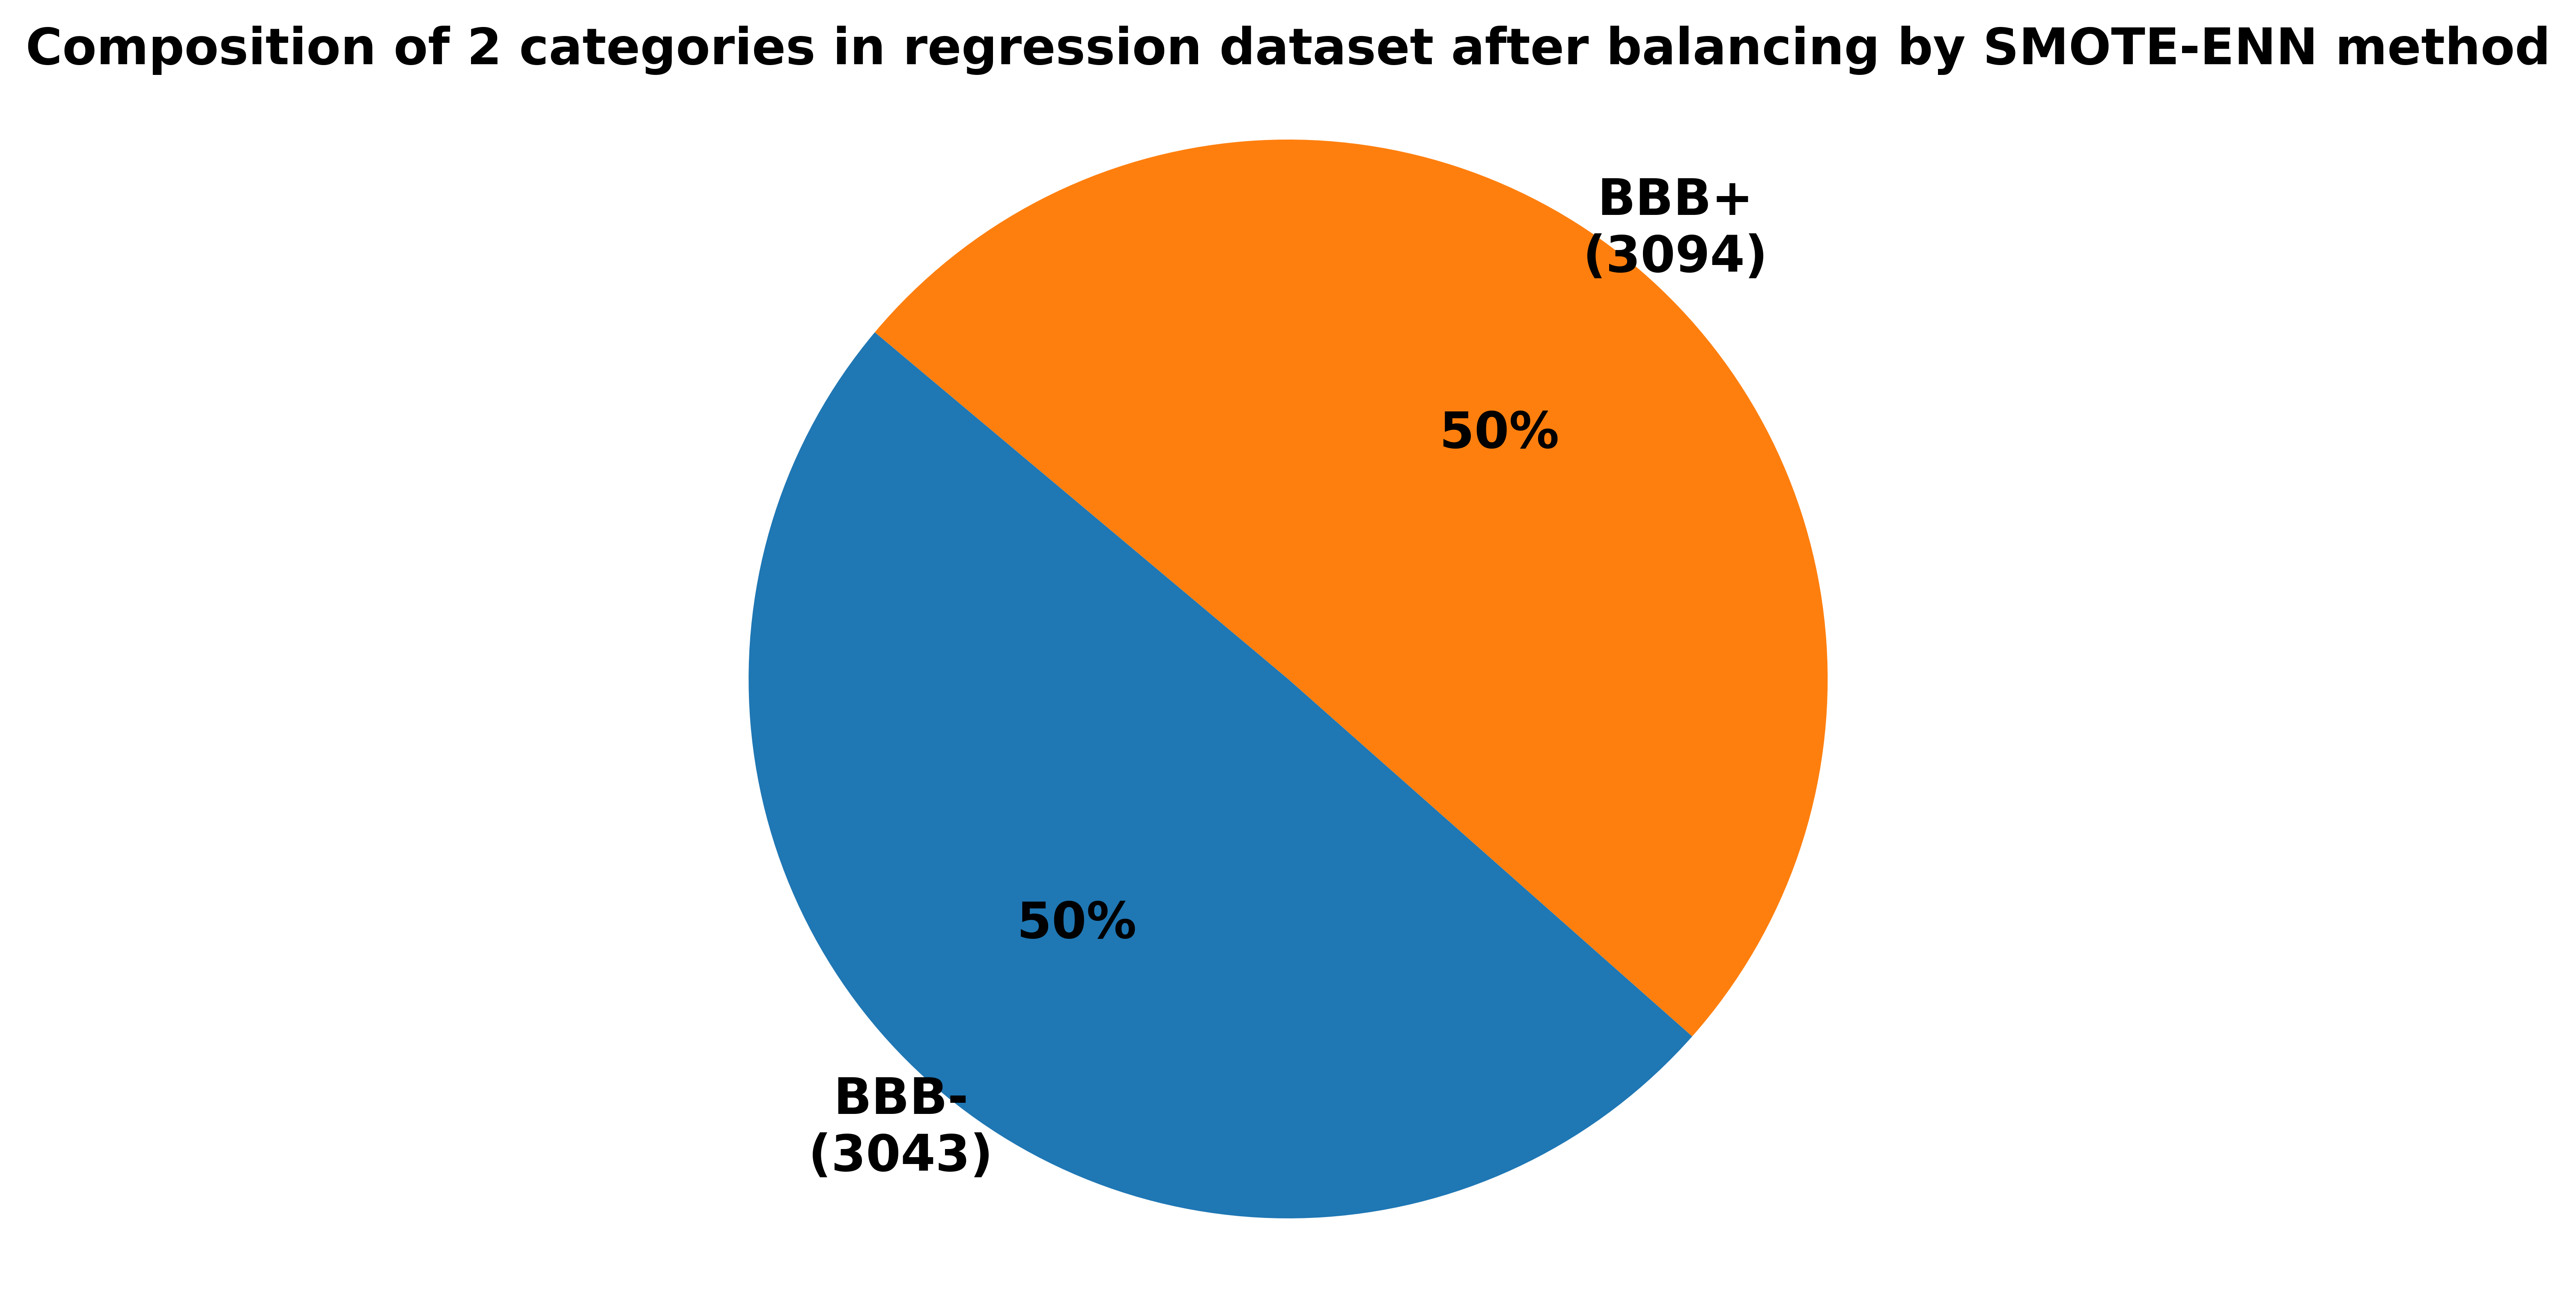 Composition of 2 categories in regression dataset after balancing by SMOTE-ENN method
BBB+
(3094)
50%
50%
BBB-
(3043)